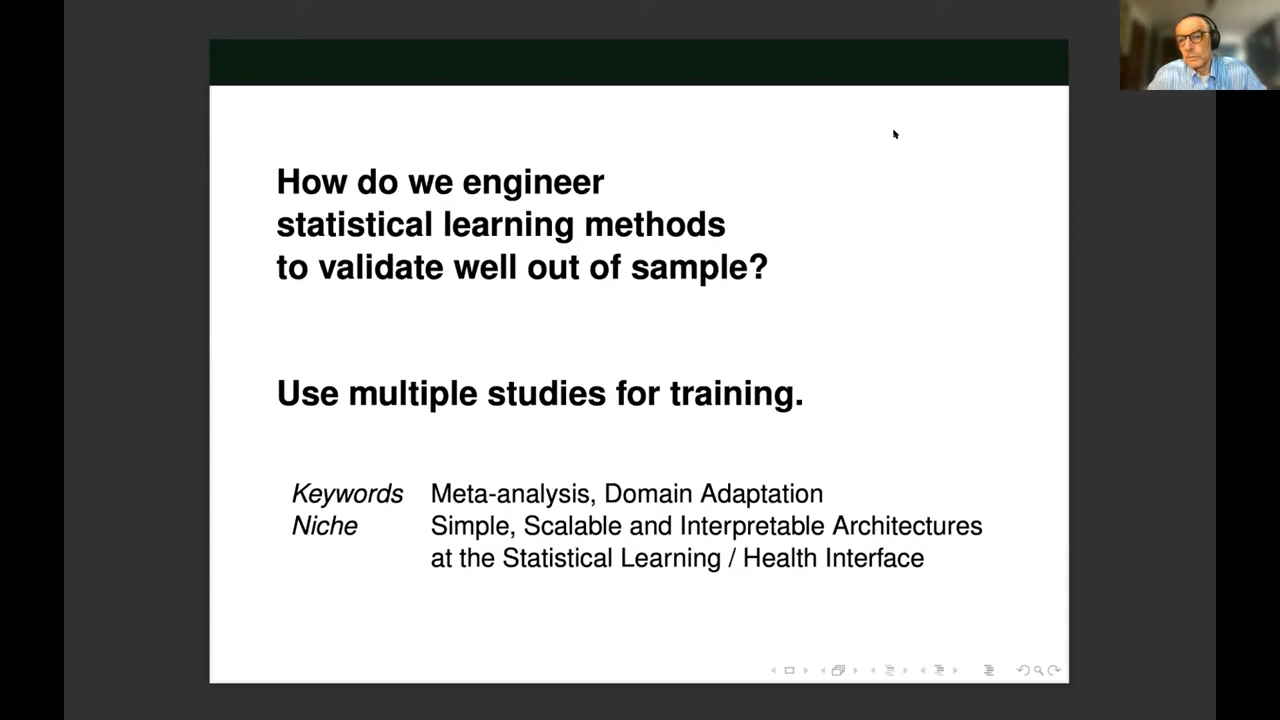 How do we engineer
statistical learning methods
to validate well out of sample?
Use multiple studies for training.
Keywords Meta-analysis, Domain Adaptation
Niche Simple, Scalable and Interpretable Architectures
at the Statistical Learning / Health Interface